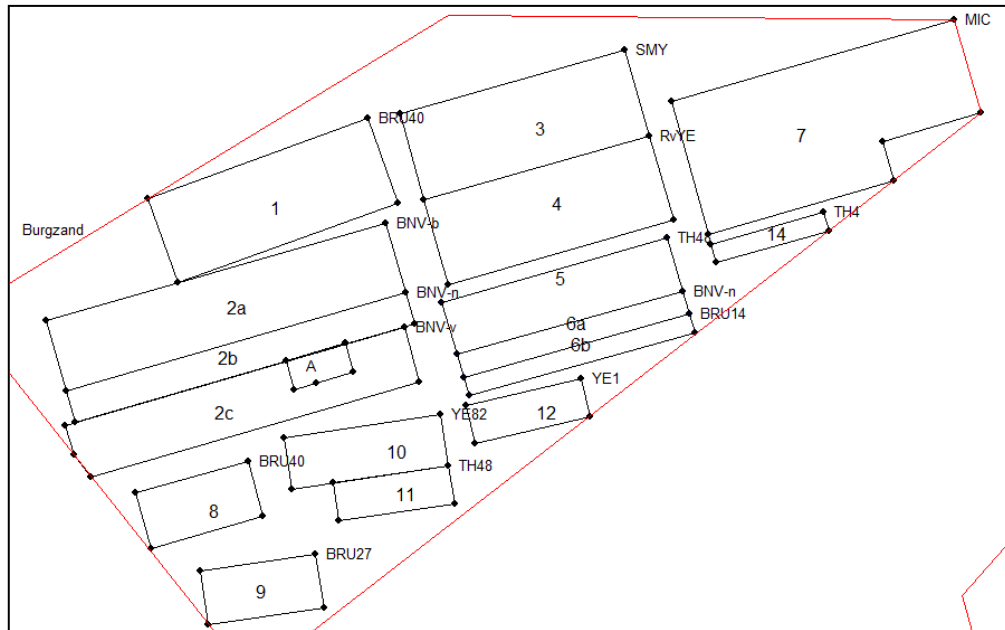 MIC
SMY
BRU40
3
RvYE
7
1
4
BNV-b
TH4
Burgzand
TH48
14
5
BNV-n
2a
BNV-n
BRU14
BNV-v
6a
6b
2b
A
YE1
2c
YE82
12
10
BRU40
TH48
11
8
BRU27
9